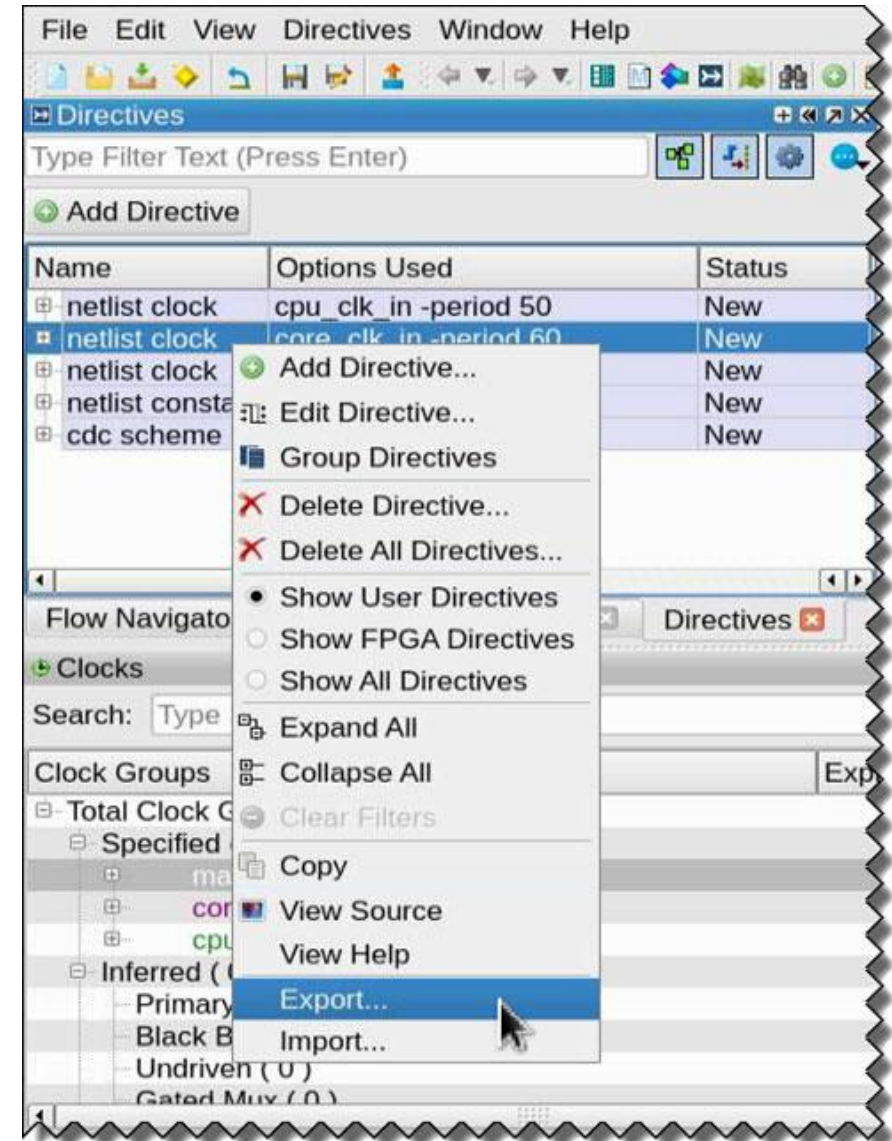 File Edit View Directives Window Help
Directives
Type Filter Text (Press Enter)
Add Directive
Name Options Used Status
netlist clock cpu_clk_in -period 50 New
netlist clock core_clk_in -period 60 New
netlist clock New
netlist consta New
cdc scheme New
Add Directive...
Edit Directive...
Group Directives
Delete Directive...
Delete All Directives...
Show User Directives
Show FPGA Directives
Show All Directives
Expand All
Collapse All
Clear Filters
Copy
View Source
View Help
Export...
Import...
Flow Navigato Directives
Clocks
Search: Type
Clock Groups Exp
Total Clock G
Specified
ma
cor
cpu
Inferred ( 
Primary
Black B
Undriven ( 0 )
Gated Mux ( 0 )